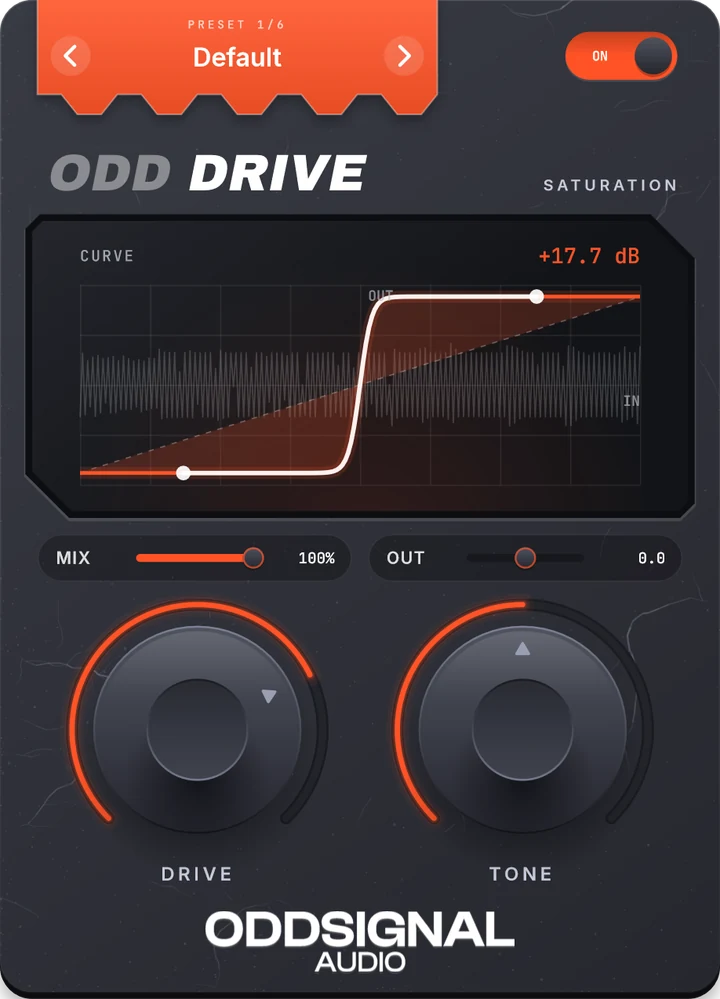 PRESET 1/6
Default
ON
ODD DRIVE
SATURATION
CURVE
+17.7 dB
OUT
IN
MIX
100%
OUT
0.0
DRIVE
TONE
ODDSIGNAL
AUDIO